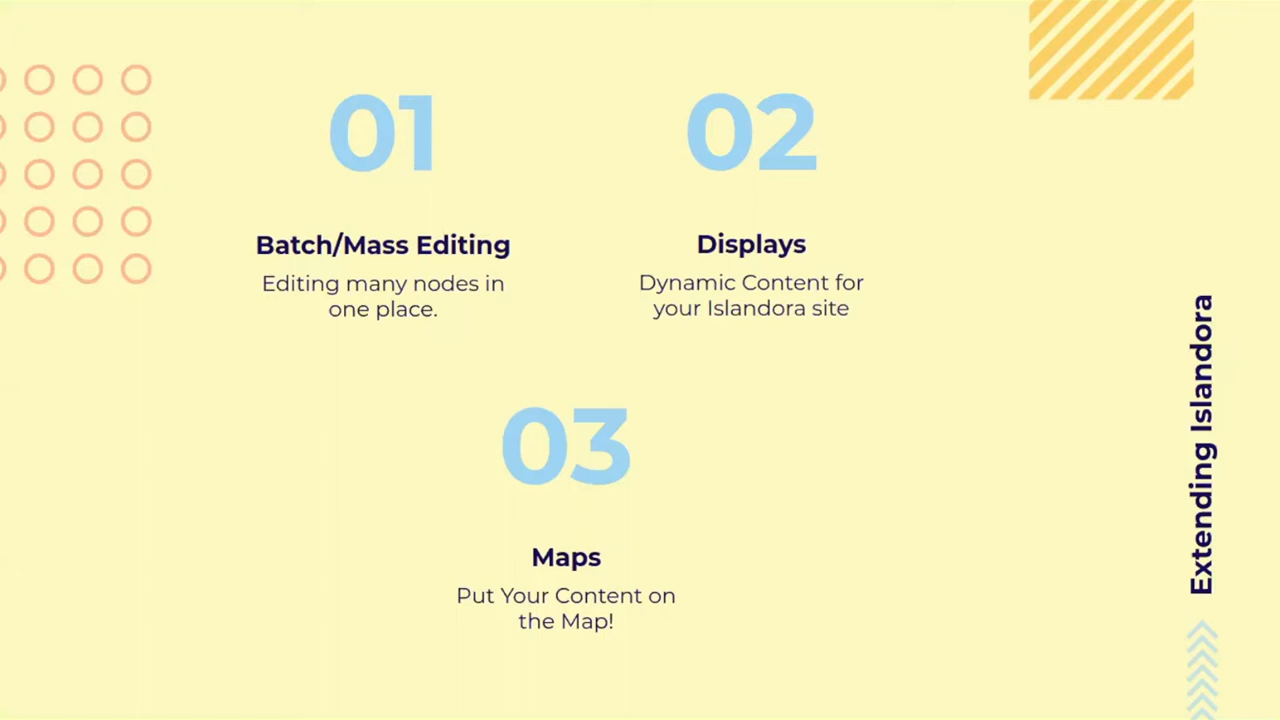 01
Batch/Mass Editing
Editing many nodes in
one place.
02
Displays
Dynamic Content for
your Islandora site
03
Maps
Put Your Content on
the Map!
Extending Islandora